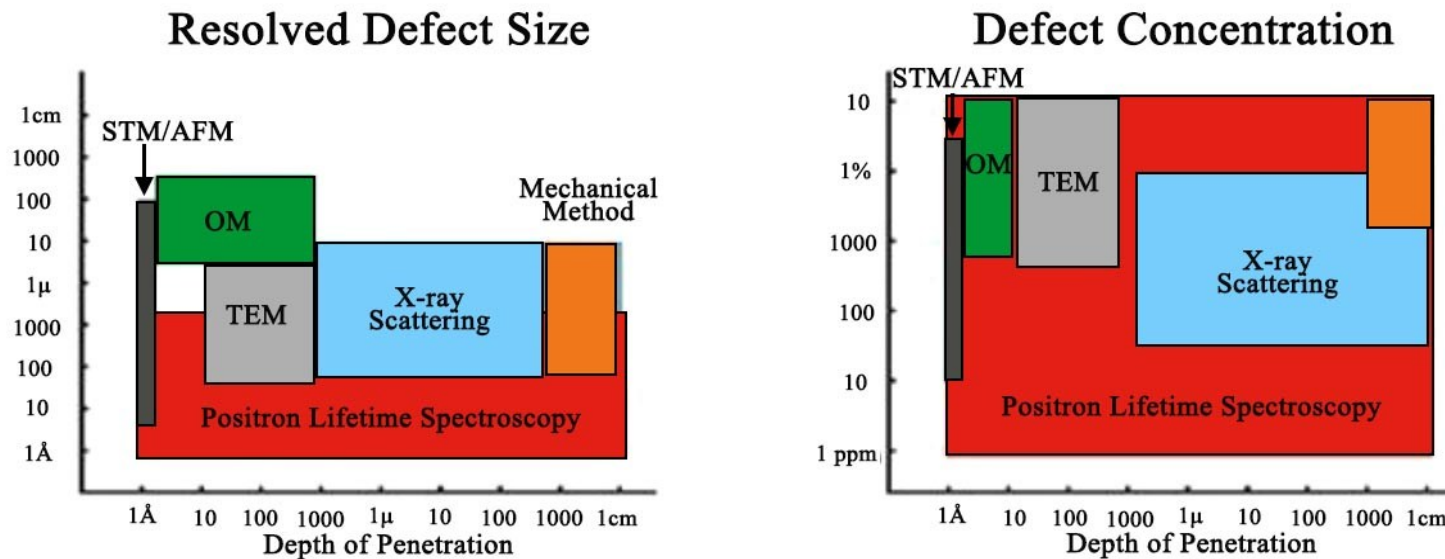 Resolved Defect Size
1cm
STM/AFM
1000
100
10
1μ
1000
100
10
1Å
OM
TEM
X-ray
Scattering
Mechanical
Method
Positron Lifetime Spectroscopy
1Å 10 100 1000 1μ 10 100 1000 1cm
Depth of Penetration
Defect Concentration
STM/AFM
10
1%
1000
100
10
1 ppm
OM
TEM
X-ray
Scattering
Positron Lifetime Spectroscopy
1Å 10 100 1000 1μ 10 100 1000 1cm
Depth of Penetration